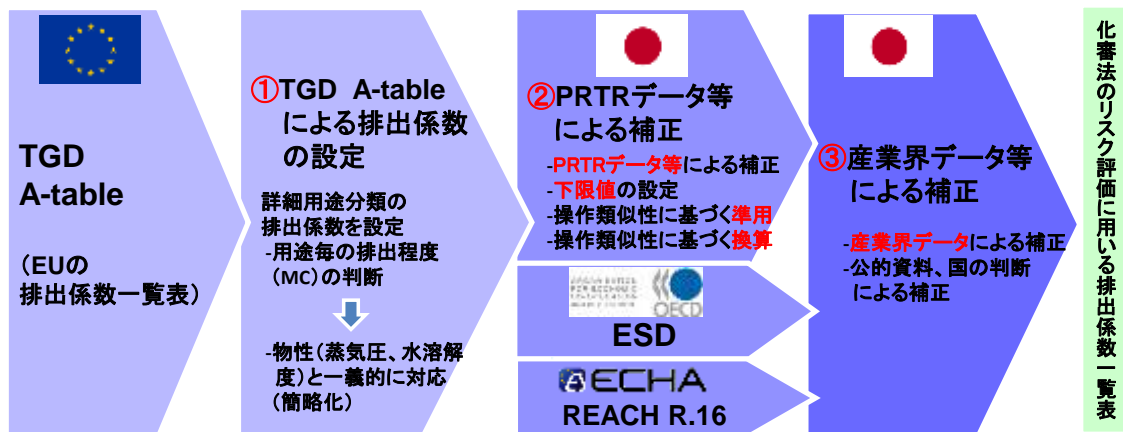 TGD
A-table
（EUの
排出係数一覧表）
①TGD A-table
による排出係数
の設定
詳細用途分類の
排出係数を設定
-用途毎の排出程度
（MC）の判断
-物性（蒸気圧、水溶解
度）と一義的に対応
（簡略化）
②PRTRデータ等
による補正
-PRTRデータ等による補正
-下限値の設定
-操作類似性に基づく準用
-操作類似性に基づく換算
OECD
ESD
ECHA
REACH R.16
③産業界データ等
による補正
-産業界データによる補正
-公的資料、国の判断
による補正
化審法のリスク評価に用いる排出係数一覧表